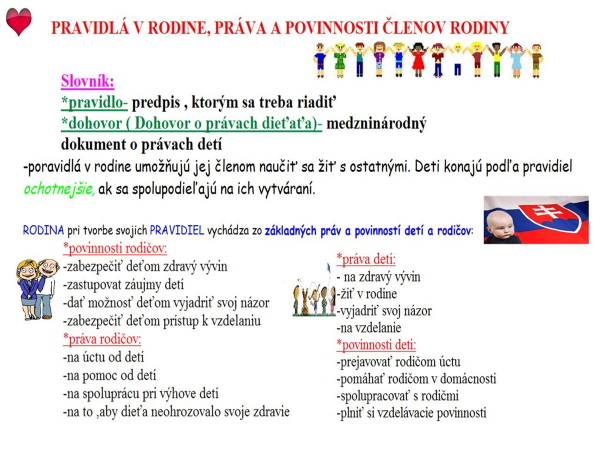 PRAVIDLÁ V RODINE, PRÁVA A POVINNOSTI ČLENOV RODINY
Slovník:
*pravidlo- predpis , ktorým sa treba riadiť
*dohovor ( Dohovor o právach dieťaťa)- medzninárodný
dokument o právach detí
-poravidlá v rodine umožňujú jej členom naučiť sa žiť s ostatnými. Deti konajú podľa pravidiel
ochotnejšie, ak sa spolupodieľajú na ich vytváraní.
RODINA pri tvorbe svojich PRAVIDIEL vychádza zo základných práv a povinností detí a rodičov:
*povinnosti rodičov:
-zabezpečiť deťom zdravý vývin
-zastupovať záujmy detí
-dať možnosť deťom vyjadriť svoj názor
-zabezpečiť deťom prístup k vzdelaniu
*práva rodičov:
-na úctu od detí
-na pomoc od detí
-na spoluprácu pri výhove detí
-na to ,aby dieťa neohrozovalo svoje zdravie
*práva detí:
- na zdravý vývin
-žiť v rodine
-vyjadriť svoj názor
-na vzdelanie
*povinnosti detí:
-prejavovať rodičom úctu
-pomáhať rodičom v domácnosti
-spolupracovať s rodičmi
-plniť si vzdelávacie povinnosti